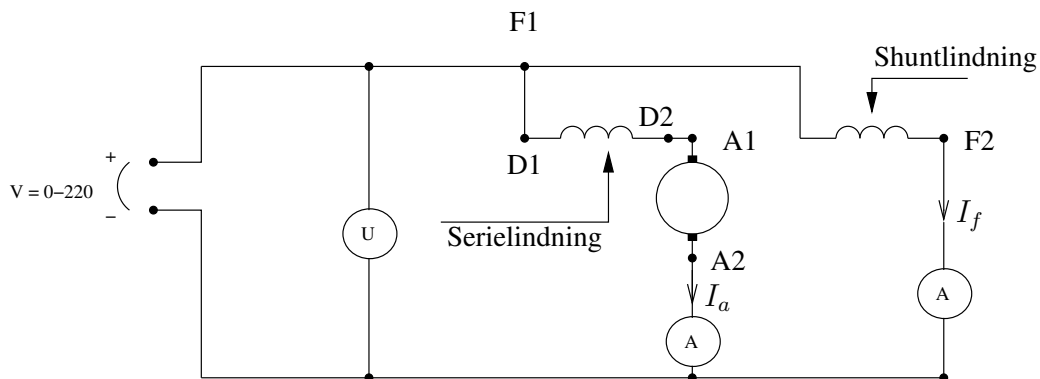 F1
Shuntlindning
D2
D1
A1
F2
+
V = 0–220
−
U
Serielindning
I_f
A2
I_a
A
A